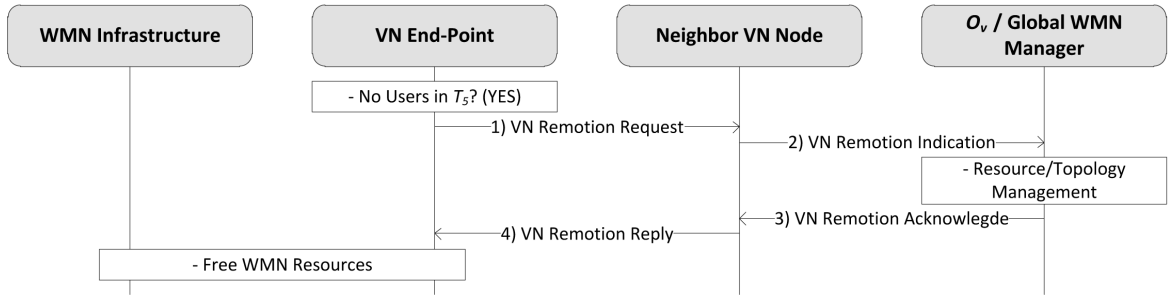 WMN Infrastructure
VN End-Point
Neighbor VN Node
Oᵥ / Global WMN
Manager
- No Users in T₅? (YES)
1) VN Remotion Request
2) VN Remotion Indication
- Resource/Topology
Management
3) VN Remotion Acknowlegde
4) VN Remotion Reply
- Free WMN Resources